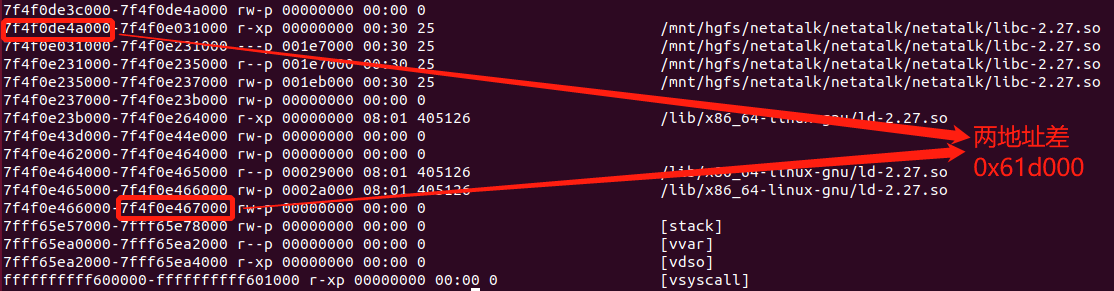 7f4f0de3c000-7f4f0de4a000 rw-p 00000000 00:00 0
7f4f0de4a000-7f4f0e031000 r-xp 00000000 00:30 25 /mnt/hgfs/netatalk/netatalk/netatalk/libc-2.27.so
7f4f0e031000-7f4f0e231000 ---p 001e7000 00:30 25 /mnt/hgfs/netatalk/netatalk/netatalk/libc-2.27.so
7f4f0e231000-7f4f0e235000 r--p 001e7000 00:30 25 /mnt/hgfs/netatalk/netatalk/netatalk/libc-2.27.so
7f4f0e235000-7f4f0e237000 rw-p 001eb000 00:30 25 /mnt/hgfs/netatalk/netatalk/netatalk/libc-2.27.so
7f4f0e237000-7f4f0e23b000 rw-p 00000000 00:00 0
7f4f0e23b000-7f4f0e264000 r-xp 00000000 08:01 405126 /lib/x86_64-linux-gnu/ld-2.27.so
7f4f0e43d000-7f4f0e44e000 rw-p 00000000 00:00 0
7f4f0e462000-7f4f0e464000 rw-p 00000000 00:00 0
7f4f0e464000-7f4f0e465000 r--p 00029000 08:01 405126 /lib/x86_64-linux-gnu/ld-2.27.so
7f4f0e465000-7f4f0e466000 rw-p 0002a000 08:01 405126 /lib/x86_64-linux-gnu/ld-2.27.so
7f4f0e466000-7f4f0e467000 rw-p 00000000 00:00 0
7fff65e57000-7fff65e78000 rw-p 00000000 00:00 0 [stack]
7fff65ea0000-7fff65ea2000 r--p 00000000 00:00 0 [vvar]
7fff65ea2000-7fff65ea4000 r-xp 00000000 00:00 0 [vdso]
ffffffffff600000-ffffffffff601000 r-xp 00000000 00:00 0 [vsyscall]
两地址差
0x61d000